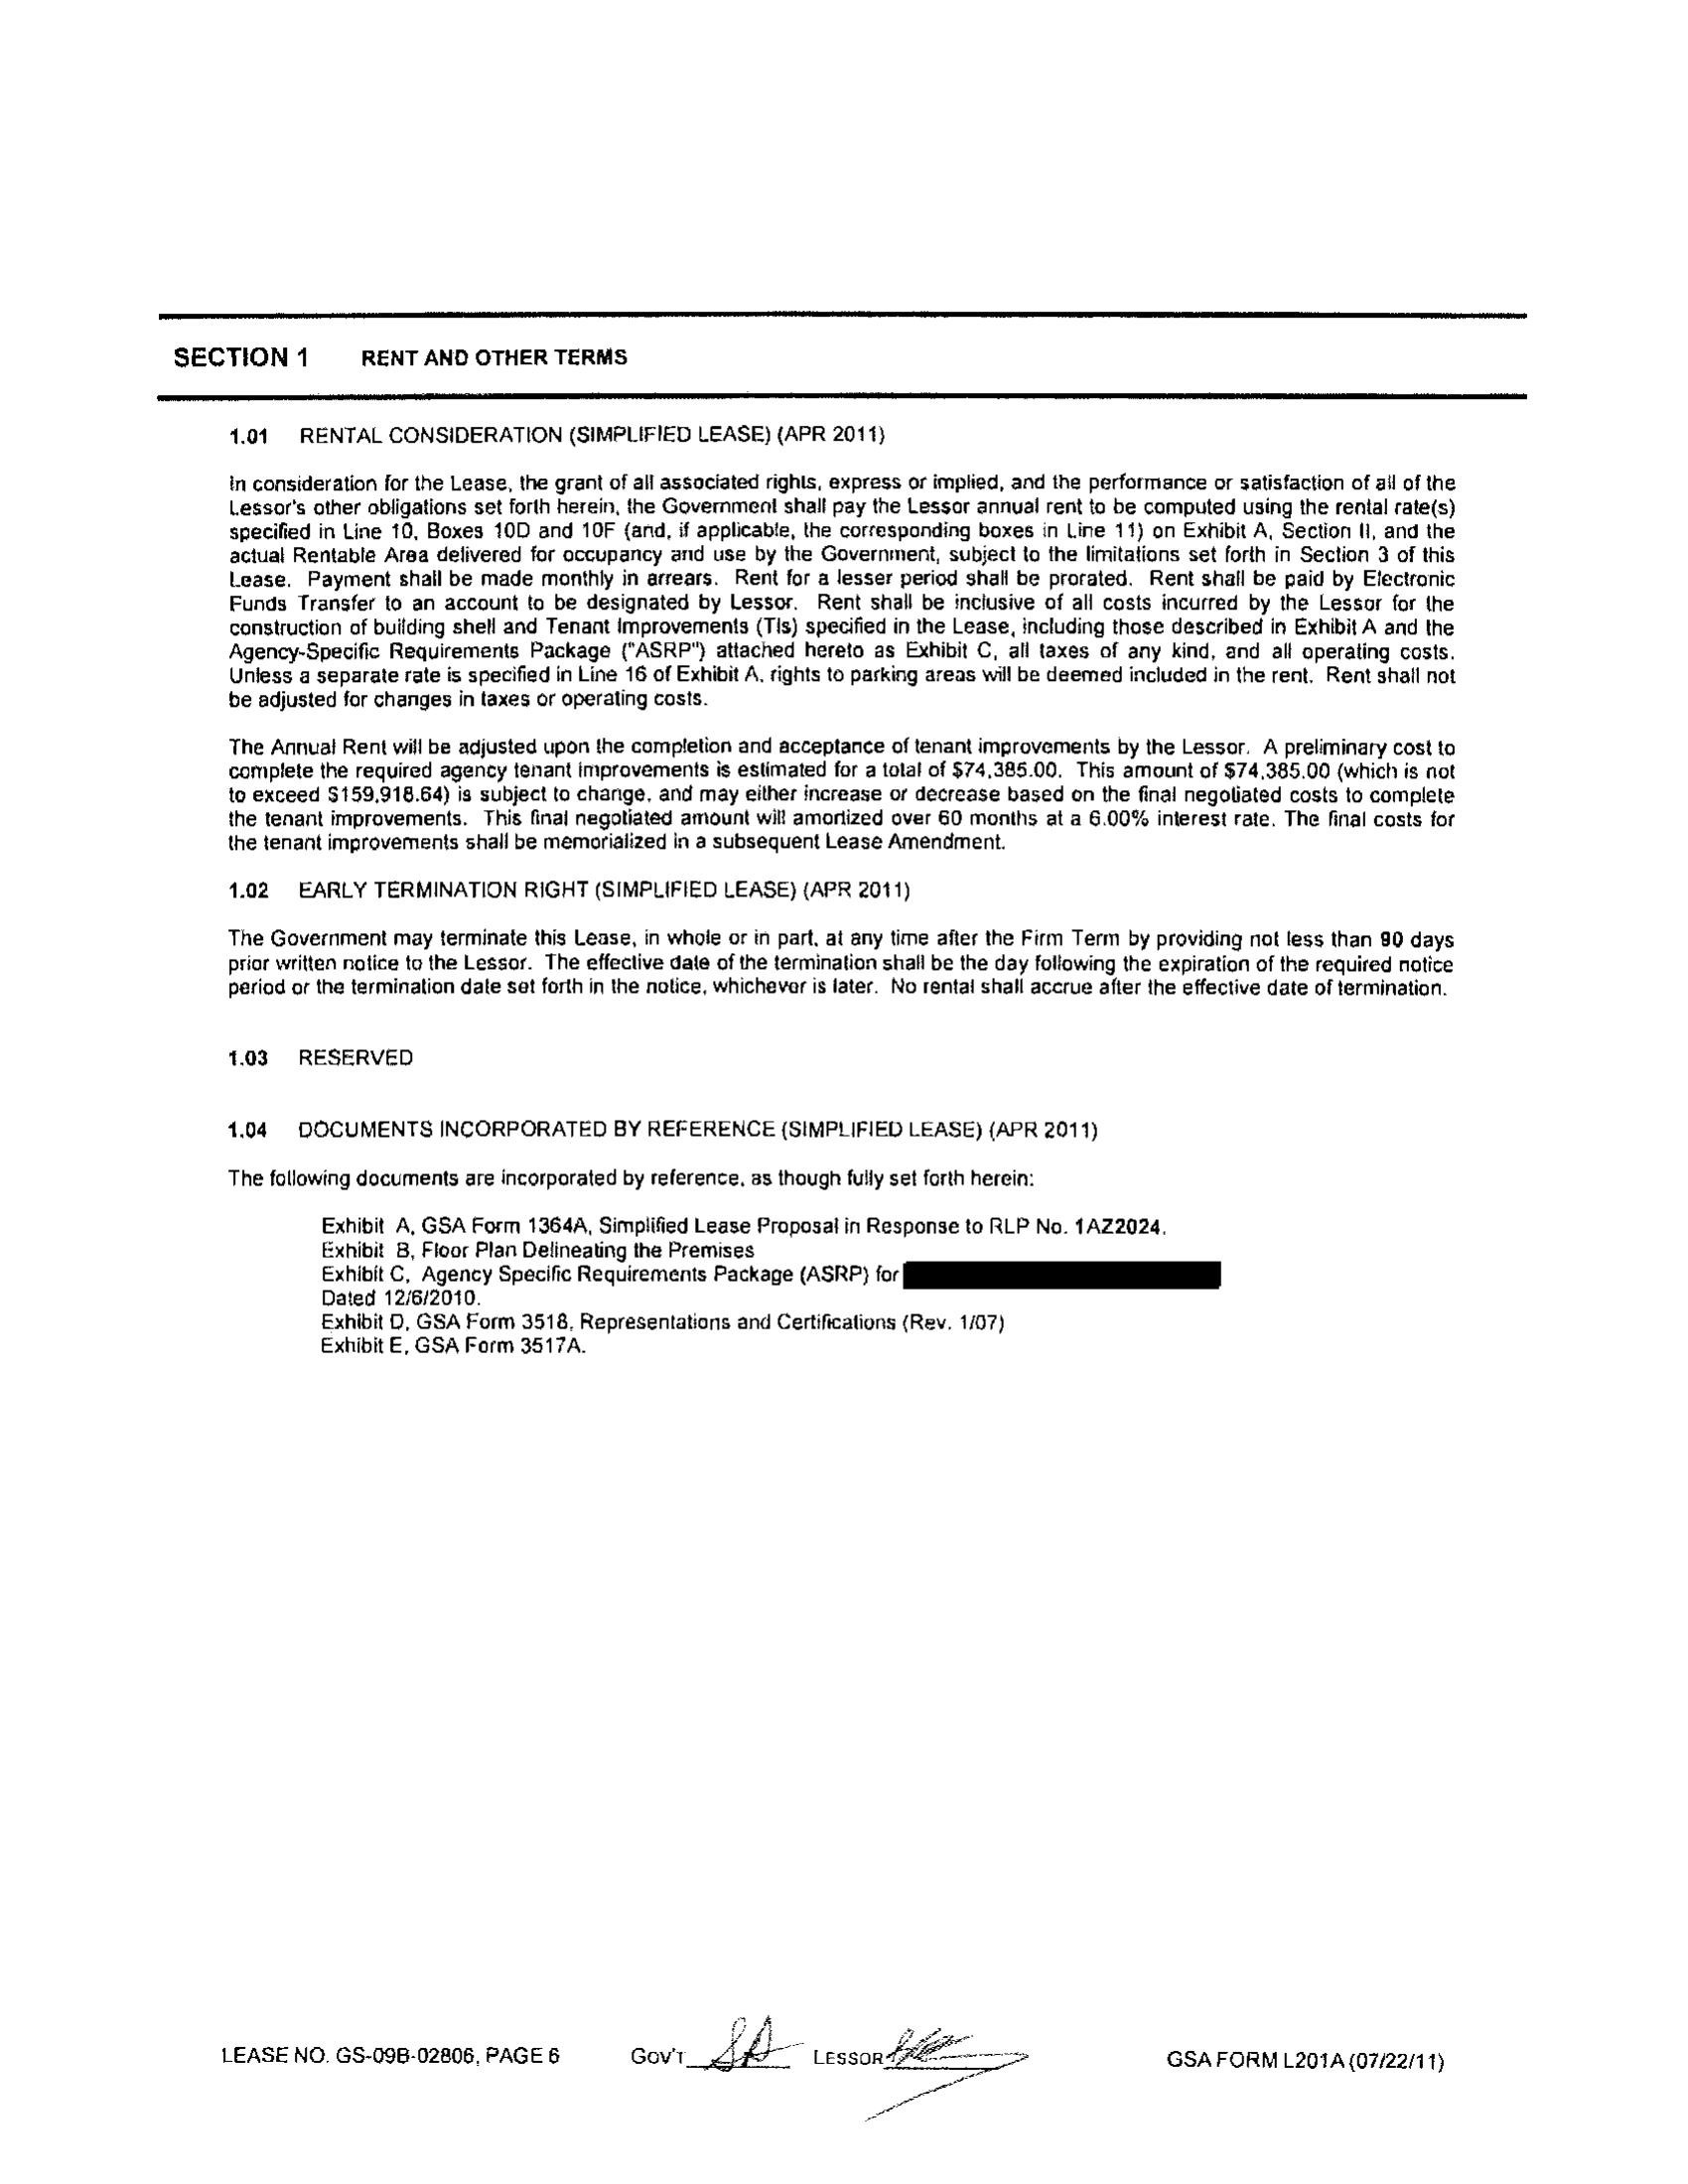 SECTION 1 RENT AND OTHER TERMS
1.01 RENTAL CONSIDERATION (SIMPLIFIED LEASE) (APR 2011)
In consideration for the Lease, the grant of all associated rights, express or implied, and the performance or satisfaction of all of the
Lessor's other obligations set forth herein, the Government shall pay the Lessor annual rent to be computed using the rental rate(s)
specified in Line 10, Boxes 10D and 10F (and, if applicable, the corresponding boxes in Line 11) on Exhibit A, Section II, and the
actual Rentable Area delivered for occupancy and use by the Government, subject to the limitations set forth in Section 3 of this
Lease. Payment shall be made monthly in arrears. Rent for a lesser period shall be prorated. Rent shall be paid by Electronic
Funds Transfer to an account to be designated by Lessor. Rent shall be inclusive of all costs incurred by the Lessor for the
construction of building shell and Tenant Improvements (TIs) specified in the Lease, including those described in Exhibit A and the
Agency-Specific Requirements Package ("ASRP") attached hereto as Exhibit C, all taxes of any kind, and all operating costs.
Unless a separate rate is specified in Line 16 of Exhibit A, rights to parking areas will be deemed included in the rent. Rent shall not
be adjusted for changes in taxes or operating costs.
The Annual Rent will be adjusted upon the completion and acceptance of tenant improvements by the Lessor. A preliminary cost to
complete the required agency tenant improvements is estimated for a total of $74,385.00. This amount of $74,385.00 (which is not
to exceed $159,918.64) is subject to change, and may either increase or decrease based on the final negotiated costs to complete
the tenant improvements. This final negotiated amount will amortized over 60 months at a 6.00% interest rate. The final costs for
the tenant improvements shall be memorialized in a subsequent Lease Amendment.
1.02 EARLY TERMINATION RIGHT (SIMPLIFIED LEASE) (APR 2011)
The Government may terminate this Lease, in whole or in part, at any time after the Firm Term by providing not less than 90 days
prior written notice to the Lessor. The effective date of the termination shall be the day following the expiration of the required notice
period or the termination date set forth in the notice, whichever is later. No rental shall accrue after the effective date of termination.
1.03 RESERVED
1.04 DOCUMENTS INCORPORATED BY REFERENCE (SIMPLIFIED LEASE) (APR 2011)
The following documents are incorporated by reference, as though fully set forth herein:
Exhibit A, GSA Form 1364A, Simplified Lease Proposal in Response to RLP No. 1AZ2024.
Exhibit B, Floor Plan Delineating the Premises
Exhibit C, Agency Specific Requirements Package (ASRP) for
Dated 12/6/2010.
Exhibit D, GSA Form 3518, Representations and Certifications (Rev. 1/07)
Exhibit E, GSA Form 3517A.
LEASE NO. GS-09B-02806, PAGE 6 GOV'T LESSOR GSA FORM L201A (07/22/11)